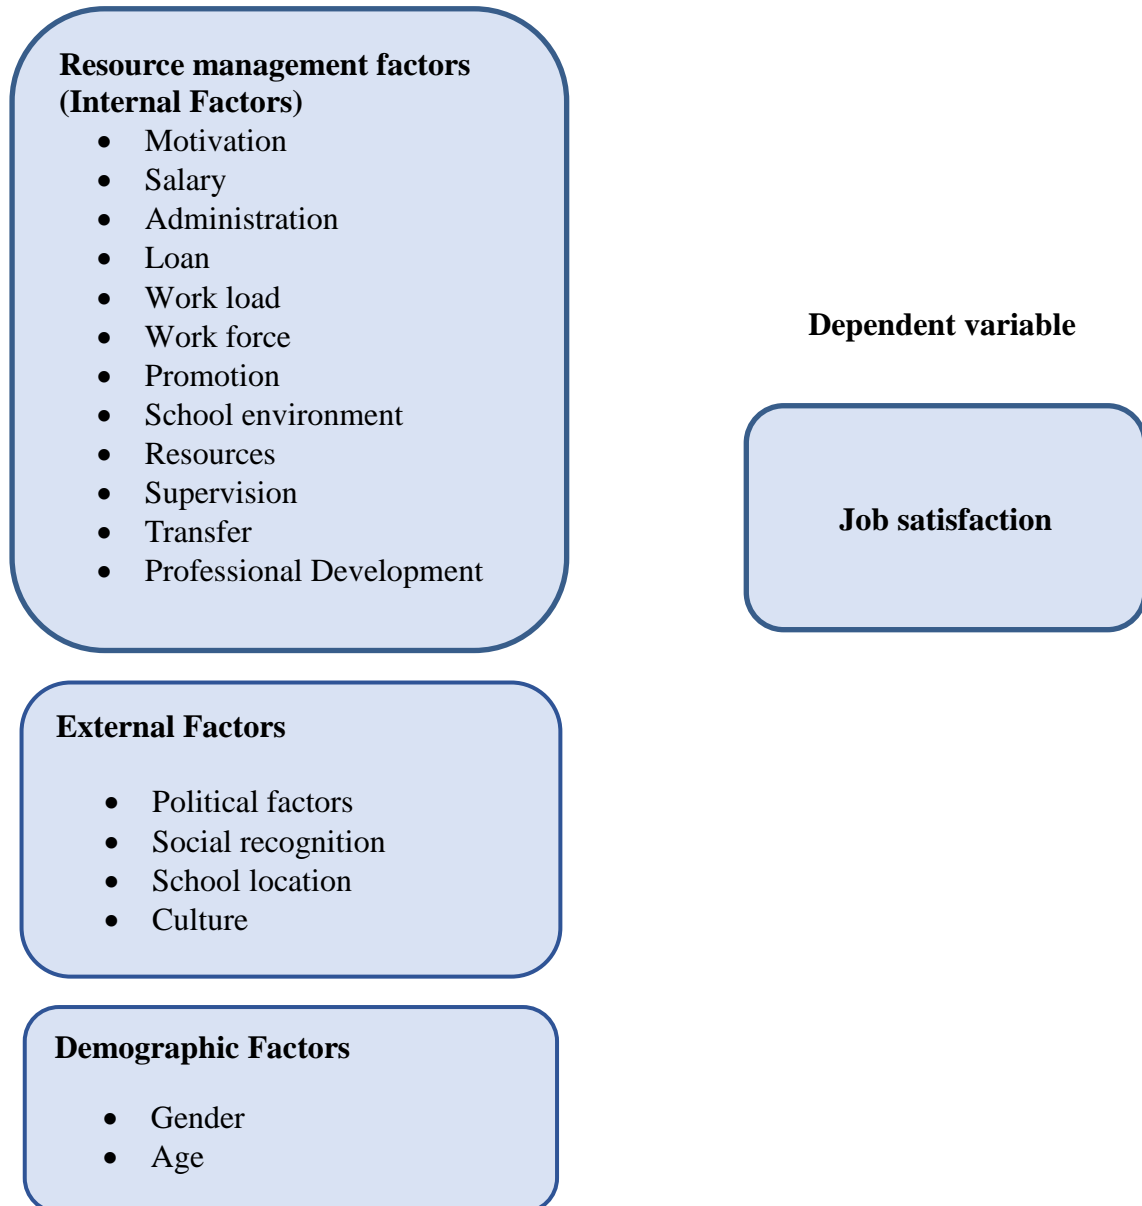 Resource management factors
(Internal Factors)
• Motivation
• Salary
• Administration
• Loan
• Work load
• Work force
• Promotion
• School environment
• Resources
• Supervision
• Transfer
• Professional Development
Dependent variable
Job satisfaction
External Factors
• Political factors
• Social recognition
• School location
• Culture
Demographic Factors
• Gender
• Age